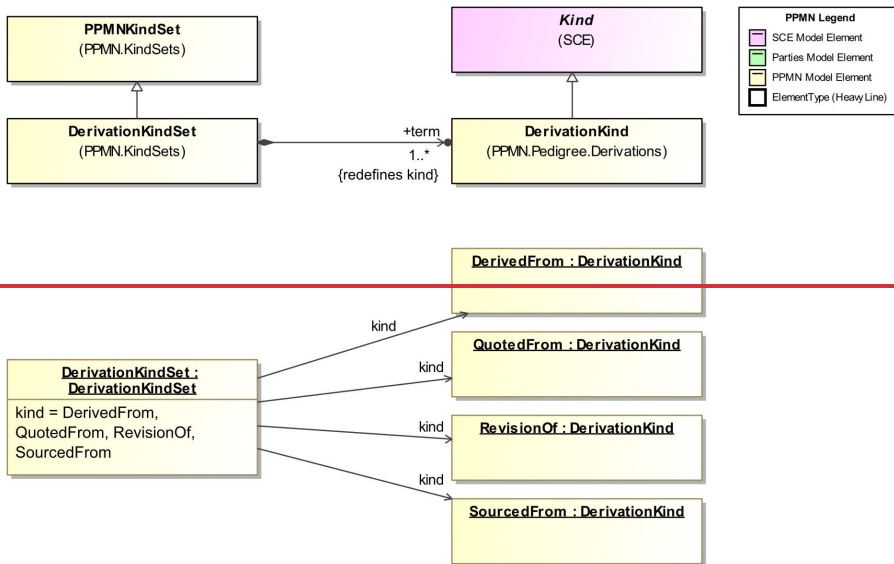 PPMNKindSet
(PPMN.KindSets)
Kind
(SCE)
PPMN Legend
SCE Model Element
Parties Model Element
PPMN Model Element
ElementType (Heavy Line)
DerivationKindSet
(PPMN.KindSets)
+term
1..*
{redefines kind}
DerivationKind
(PPMN.Pedigree.Derivations)
DerivedFrom : DerivationKind
kind
QuotedFrom : DerivationKind
DerivationKindSet :
DerivationKindSet
kind = DerivedFrom,
QuotedFrom, RevisionOf,
SourcedFrom
kind
kind
RevisionOf : DerivationKind
kind
SourcedFrom : DerivationKind